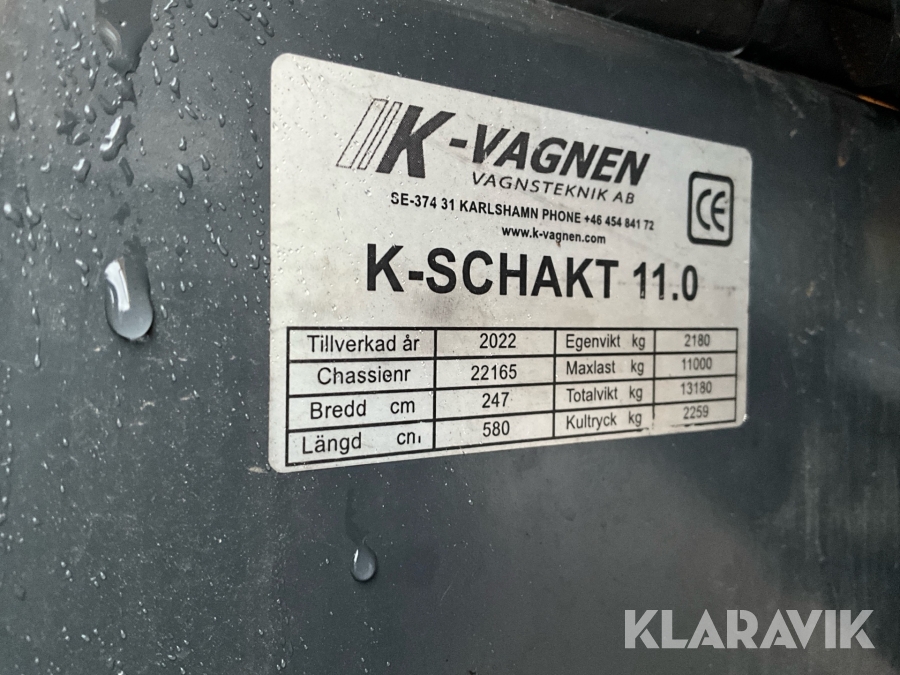 K-VAGNEN
VAGNSTEKNIK AB
SE-374 31 KARLSHAMN PHONE +46 454 841 72
www.k-vagnen.com
CE
K-SCHAKT 11.0
Tillverkad år 2022 Egenvikt kg 2180
Chassienr 22165 Maxlast kg 11000
Bredd cm 247 Totalvikt kg 13180
Längd cm 580 Kultryck kg 2259
KLARAVIK